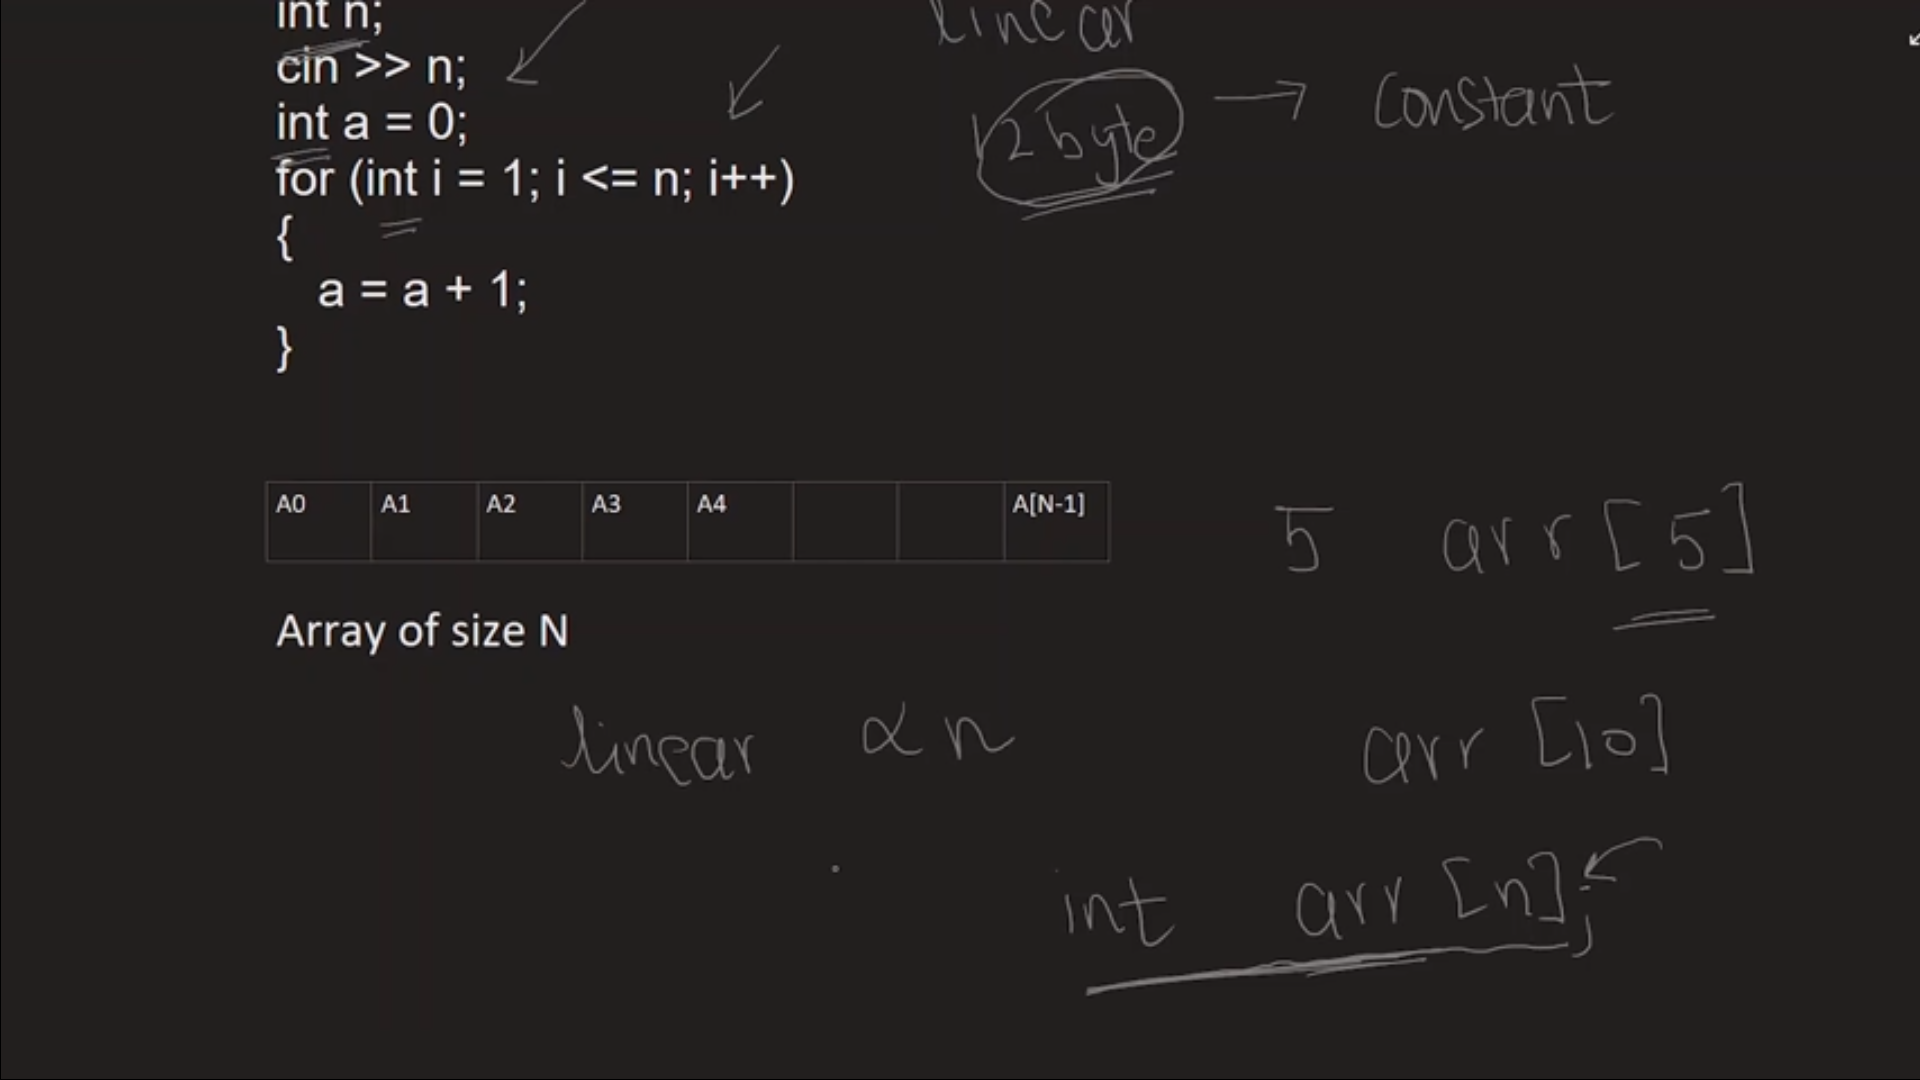 int n;
cin >> n;
int a = 0;
for (int i = 1; i <= n; i++)
{
a = a + 1;
}
linear
12 byte → constant
A0 A1 A2 A3 A4 A[N-1]
5 arr [5]
Array of size N
linear ∝ n
arr [10]
int arr [n];